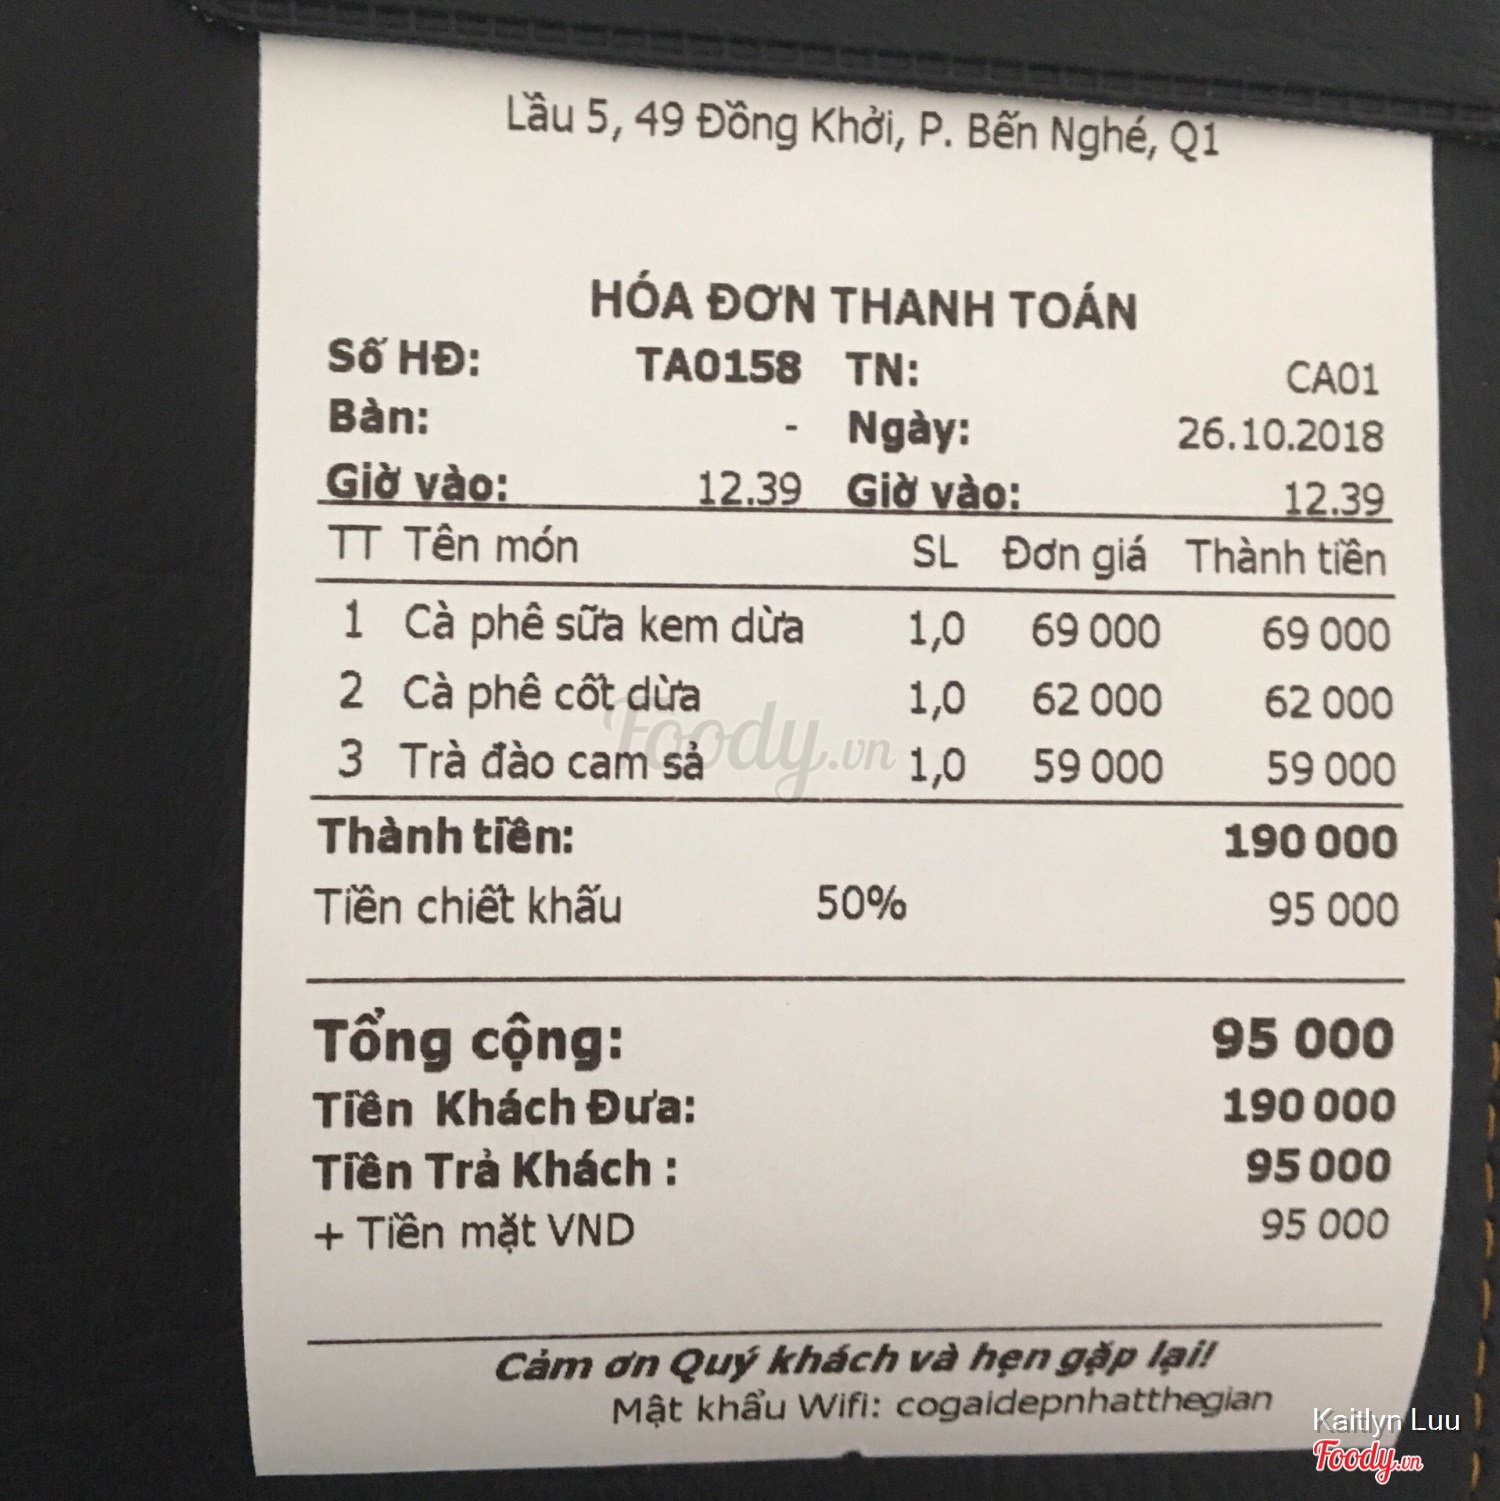 Lầu 5, 49 Đồng Khởi, P. Bến Nghé, Q1
HÓA ĐƠN THANH TOÁN
Số HĐ: TA0158 TN: CA01
Bàn: - Ngày: 26.10.2018
Giờ vào: 12.39 Giờ vào: 12.39
TT Tên món SL Đơn giá Thành tiền
1 Cà phê sữa kem dừa 1,0 69 000 69 000
2 Cà phê cốt dừa 1,0 62 000 62 000
3 Trà đào cam sả 1,0 59 000 59 000
Foody.vn
Thành tiền: 190 000
Tiền chiết khấu 50% 95 000
Tổng cộng: 95 000
Tiền Khách Đưa: 190 000
Tiền Trả Khách : 95 000
+ Tiền mặt VND 95 000
Cảm ơn Quý khách và hẹn gặp lại!
Mật khẩu Wifi: cogaidepnhatthegian
Kaitlyn Luu
Foody.vn